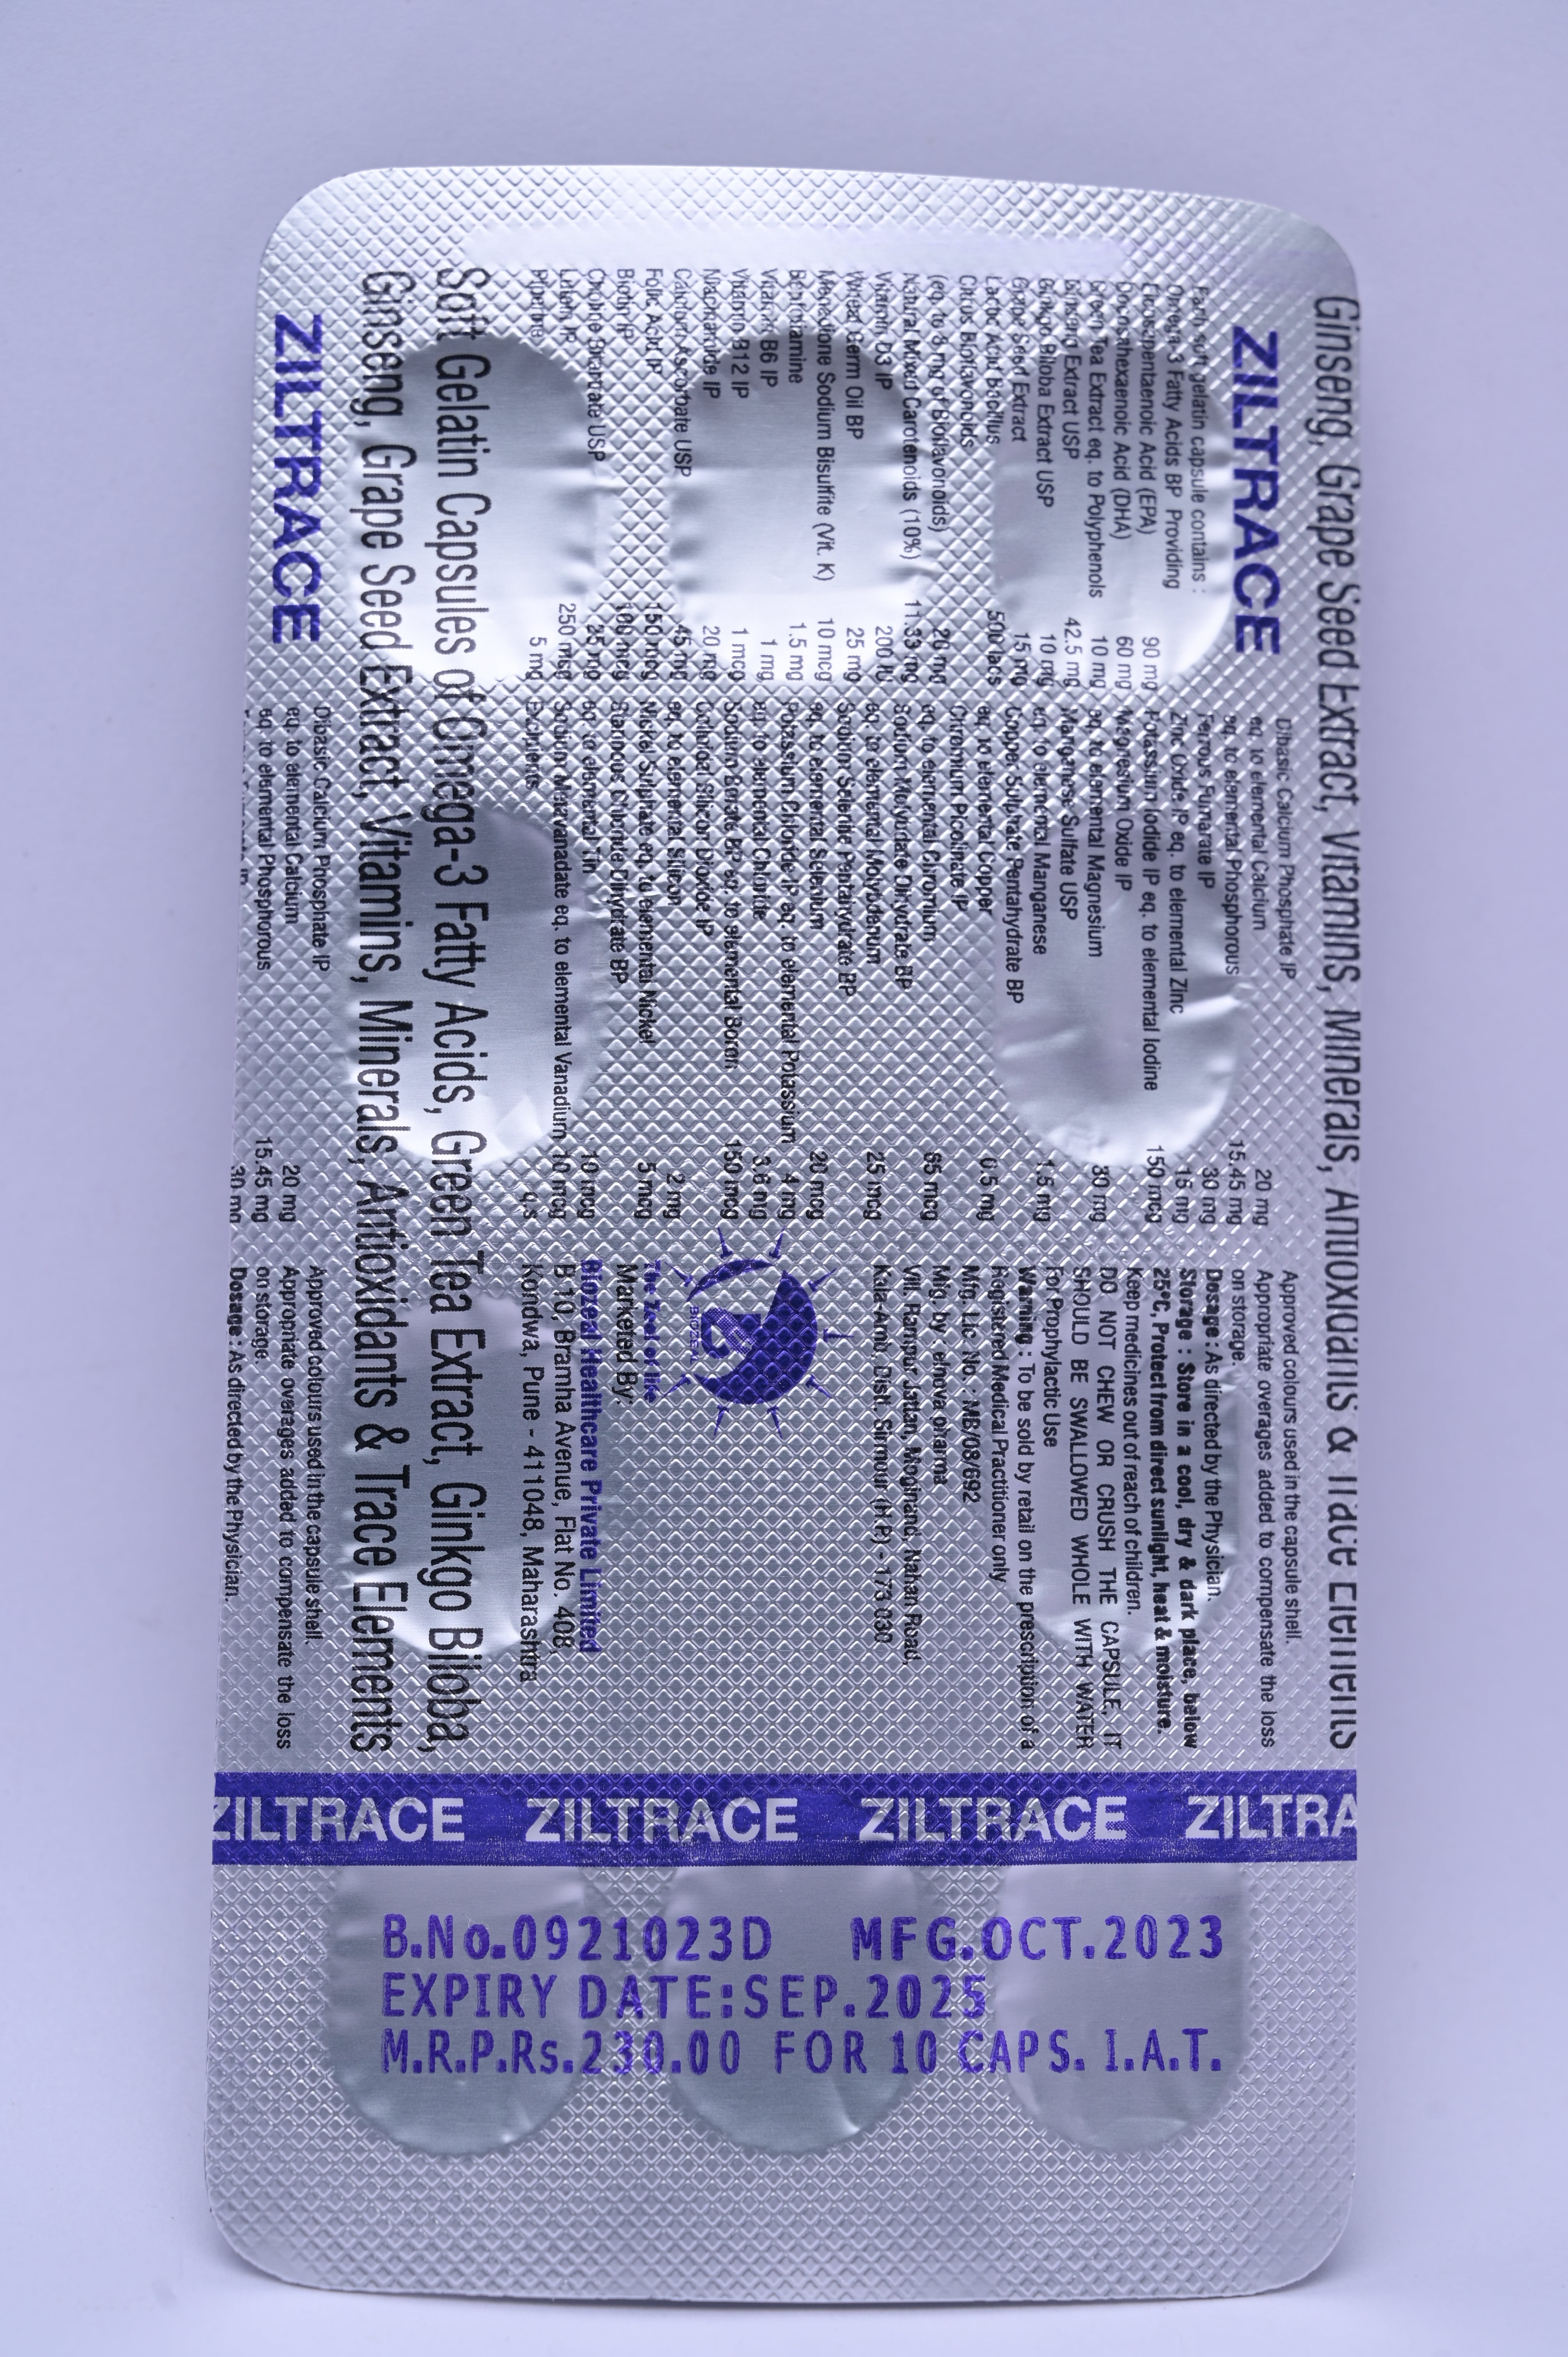 Ginseng, Grape Seed Extract, Vitamins, Minerals, Antioxidants & Trace Elements
ZILTRACE
Each soft gelatin capsule contains :
Omega-3 Fatty Acids BP Providing
Eicosapentaenoic Acid (EPA) 90 mg
Docosahexaenoic Acid (DHA) 60 mg
Green Tea Extract eq. to Polyphenols 10 mg
Ginseng Extract USP 42.5 mg
Ginkgo Biloba Extract USP 10 mg
Grape Seed Extract 15 mg
Lactic Acid Bacillus 500 lacs
Citrus Bioflavonoids
(eq. to 8 mg of Bioflavonoids) 20 mg
Natural Mixed Carotenoids (10%) 11.33 mg
Vitamin D3 IP 200 IU
Wheat Germ Oil BP 25 mg
Menadione Sodium Bisulfite (Vit. K) 10 mcg
Benfotiamine 1.5 mg
Vitamin B6 IP 1 mg
Vitamin B12 IP 1 mcg
Niacinamide IP 20 mg
Calcium Ascorbate USP 45 mg
Folic Acid IP 150 mcg
Biotin IP 100 mcg
Choline Bitartrate USP 25 mg
Lutein IP 250 mcg
Piperine 5 mg
Dibasic Calcium Phosphate IP
eq. to elemental Calcium 20 mg
eq. to elemental Phosphorous 15.45 mg
Ferrous Fumarate IP 30 mg
Zinc Oxide IP eq. to elemental Zinc 15 mg
Potassium Iodide IP eq. to elemental Iodine 150 mcg
Magnesium Oxide IP
eq. to elemental Magnesium 30 mg
Manganese Sulfate USP
eq. to elemental Manganese 1.5 mg
Copper Sulphate Pentahydrate BP
eq. to elemental Copper 0.5 mg
Chromium Picolinate IP
eq. to elemental Chromium 65 mcg
Sodium Molybdate Dihydrate BP
eq. to elemental Molybdenum 25 mcg
Sodium Selenite Pentahydrate BP
eq. to elemental Selenium 20 mcg
Potassium Chloride IP eq. to elemental Potassium 4 mg
eq. to elemental Chloride 3.6 mg
Sodium Borate BP eq. to elemental Boron 150 mcg
Colloidal Silicon Dioxide IP
eq. to elemental Silicon 2 mg
Nickel Sulphate eq. to elemental Nickel 5 mcg
Stannous Chloride Dihydrate BP
eq. to elemental Tin 10 mcg
Sodium Metavanadate eq. to elemental Vanadium 10 mcg
Excipients q.s
Approved colours used in the capsule shell.
Appropriate overages added to compensate the loss
on storage.
Dosage : As directed by the Physician.
Storage : Store in a cool, dry & dark place, below
25°C, Protect from direct sunlight, heat & moisture.
Keep medicines out of reach of children.
DO NOT CHEW OR CRUSH THE CAPSULE, IT
SHOULD BE SWALLOWED WHOLE WITH WATER
For Prophylactic Use
Warning : To be sold by retail on the prescription of a
Registered Medical Practitioner only
Mfg. Lic. No. : MB/08/692
Mfg. by : elnova pharma
Vill. Rampur Jattan, Moginand, Nahan Road,
Kala-Amb, Distt. Sirmour (H.P.) - 173 030
BIOZEAL
The Zeal of life
Marketed By:
Biozeal Healthcare Private Limited
B 10, Bramha Avenue, Flat No. 408,
Kondwa, Pune - 411048, Maharashtra
Soft Gelatin Capsules of Omega-3 Fatty Acids, Green Tea Extract, Ginkgo Biloba,
Ginseng, Grape Seed Extract, Vitamins, Minerals, Antioxidants & Trace Elements
ZILTRACE
Dibasic Calcium Phosphate IP
eq. to elemental Calcium 20 mg
eq. to elemental Phosphorous 15.45 mg
30 mg
Approved colours used in the capsule shell.
Appropriate overages added to compensate the loss
on storage.
Dosage : As directed by the Physician.
ZILTRACE ZILTRACE ZILTRACE ZILTRA
B.No.0921023D MFG.OCT.2023
EXPIRY DATE:SEP.2025
M.R.P.Rs.230.00 FOR 10 CAPS. I.A.T.